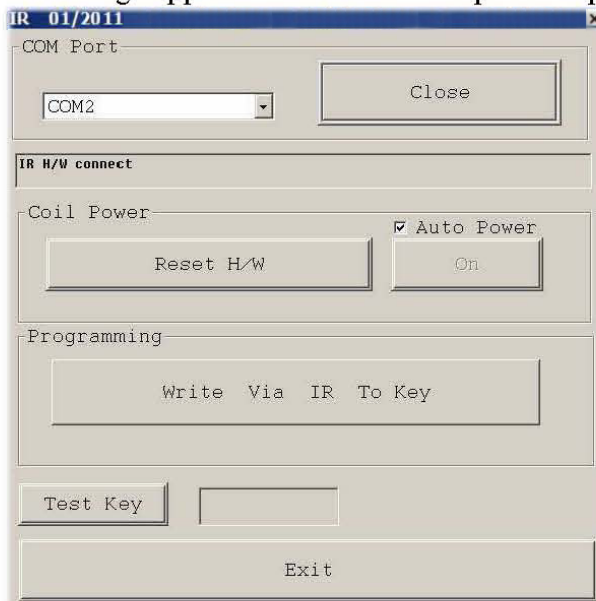 IR 01/2011
COM Port
COM2
Close
IR H/W connect
Coil Power
Auto Power
Reset H/W
On
Programming
Write Via IR To Key
Test Key
Exit